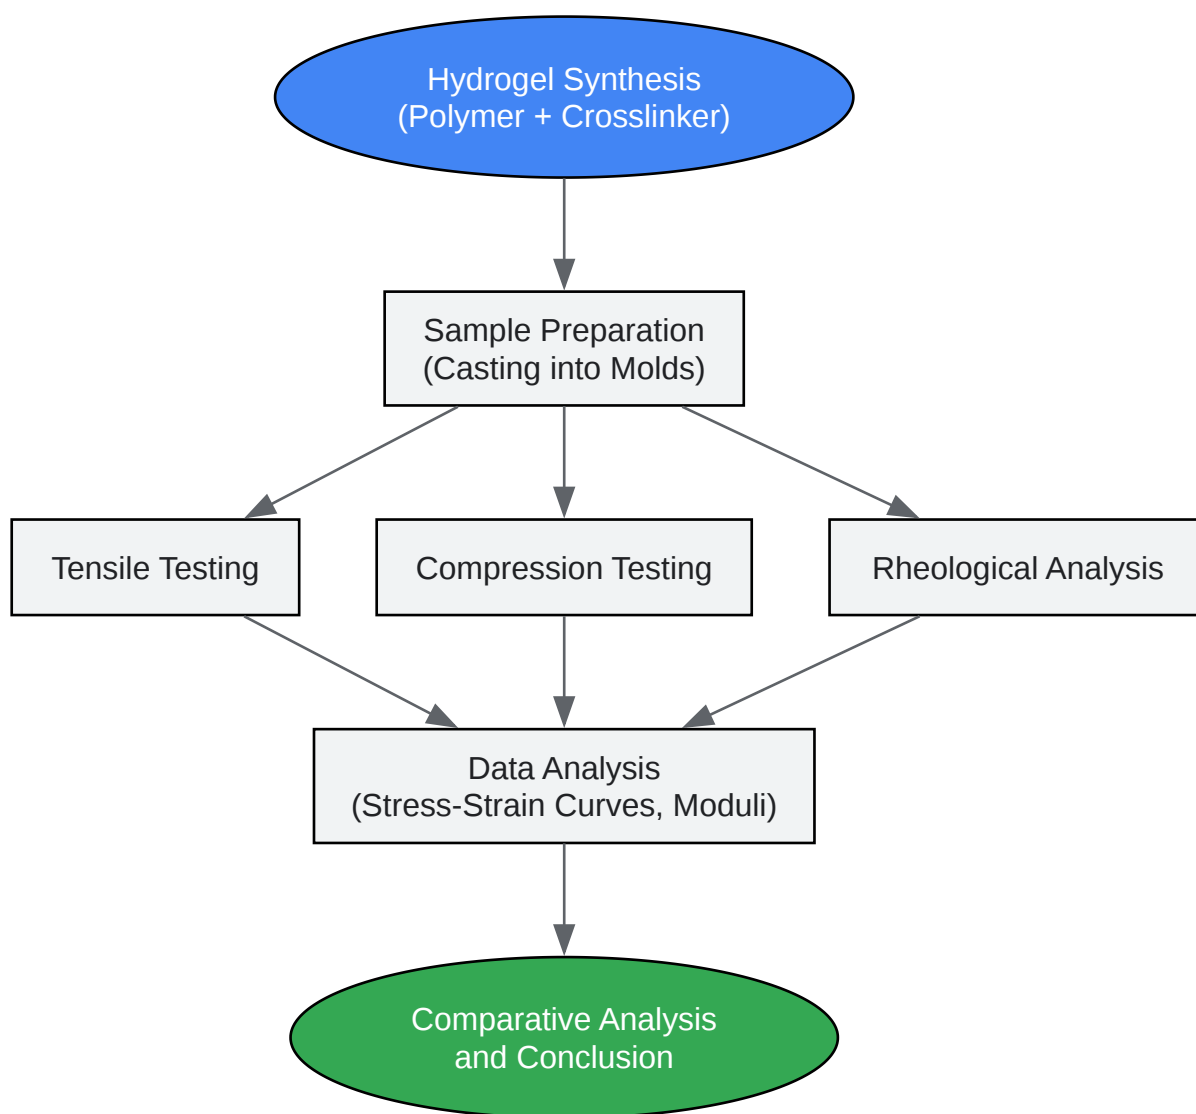 Hydrogel Synthesis
(Polymer + Crosslinker)
Sample Preparation
(Casting into Molds)
Tensile Testing
Compression Testing
Rheological Analysis
Data Analysis
(Stress-Strain Curves, Moduli)
Comparative Analysis
and Conclusion